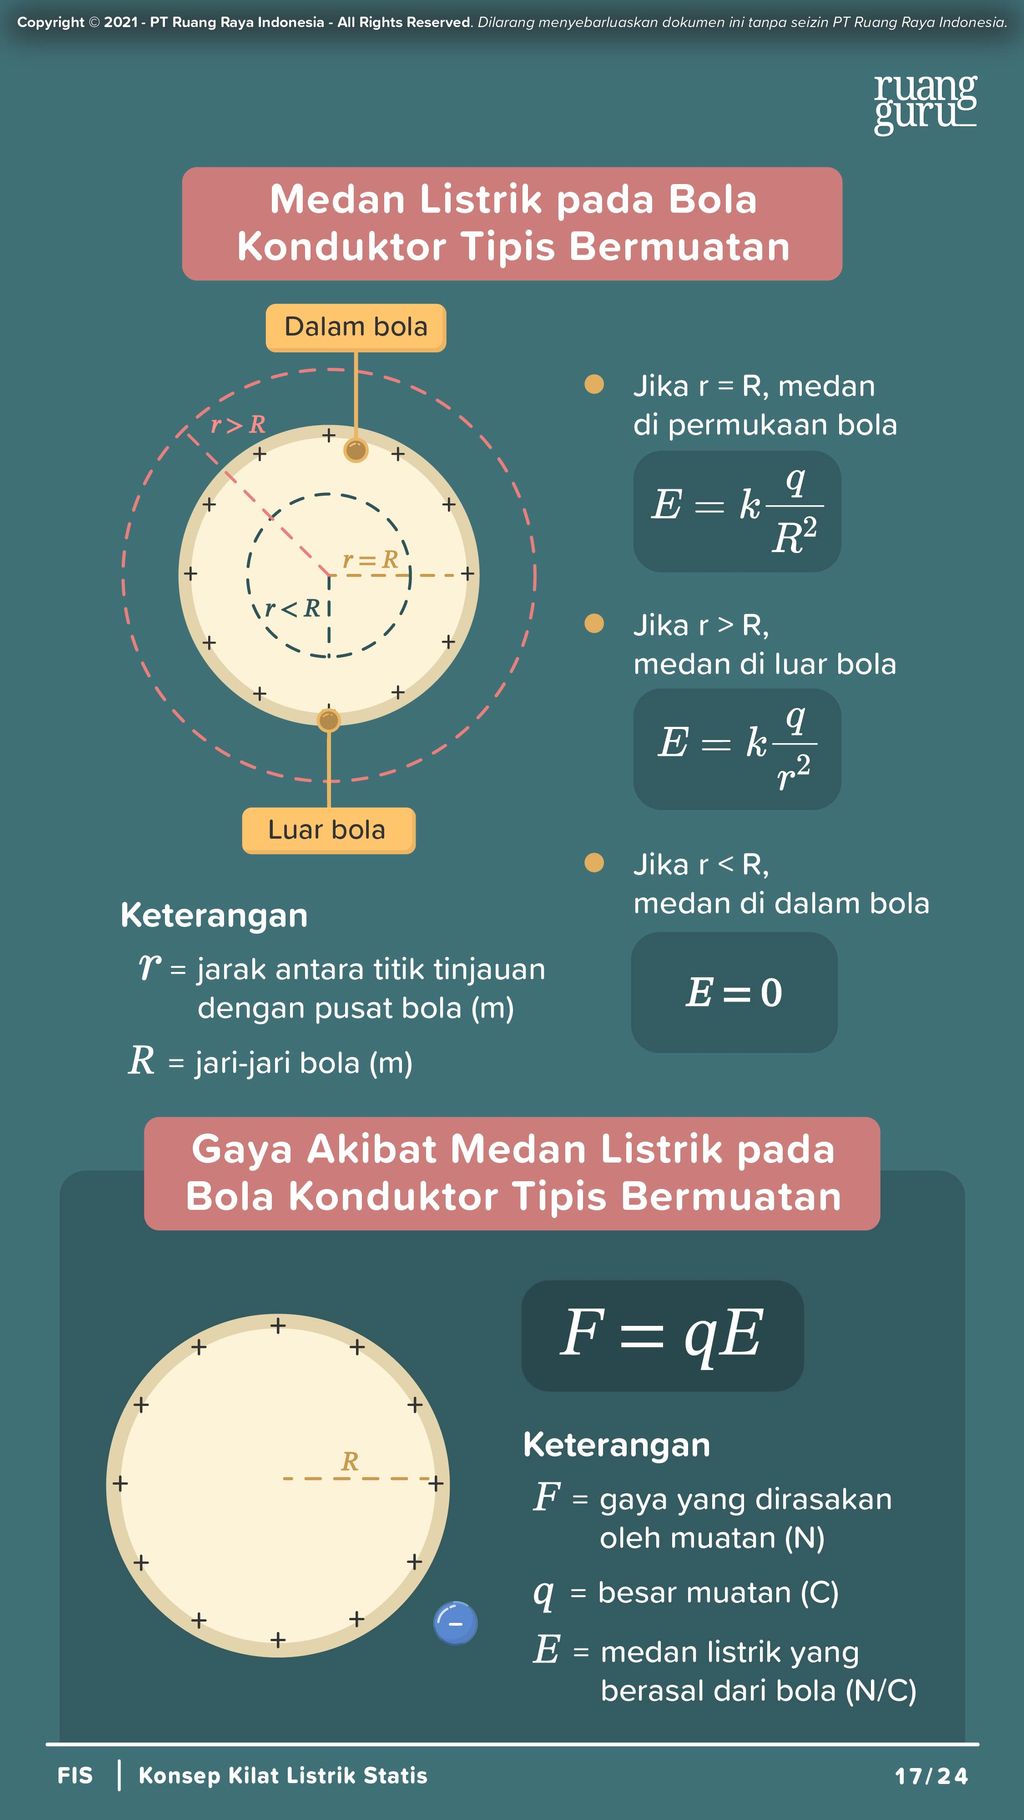 Copyright © 2021 - PT Ruang Raya Indonesia - All Rights Reserved. Dilarang menyebarluaskan dokumen ini tanpa seizin PT Ruang Raya Indonesia.
ruang
guru
Medan Listrik pada Bola
Konduktor Tipis Bermuatan
Dalam bola
r > R
r = R
r < R
Luar bola
Jika r = R, medan
di permukaan bola
E = k q/R²
Jika r > R,
medan di luar bola
E = k q/r²
Jika r < R,
medan di dalam bola
E = 0
Keterangan
r = jarak antara titik tinjauan
dengan pusat bola (m)
R = jari-jari bola (m)
Gaya Akibat Medan Listrik pada
Bola Konduktor Tipis Bermuatan
R
F = qE
Keterangan
F = gaya yang dirasakan
oleh muatan (N)
q = besar muatan (C)
E = medan listrik yang
berasal dari bola (N/C)
FIS | Konsep Kilat Listrik Statis
17/24